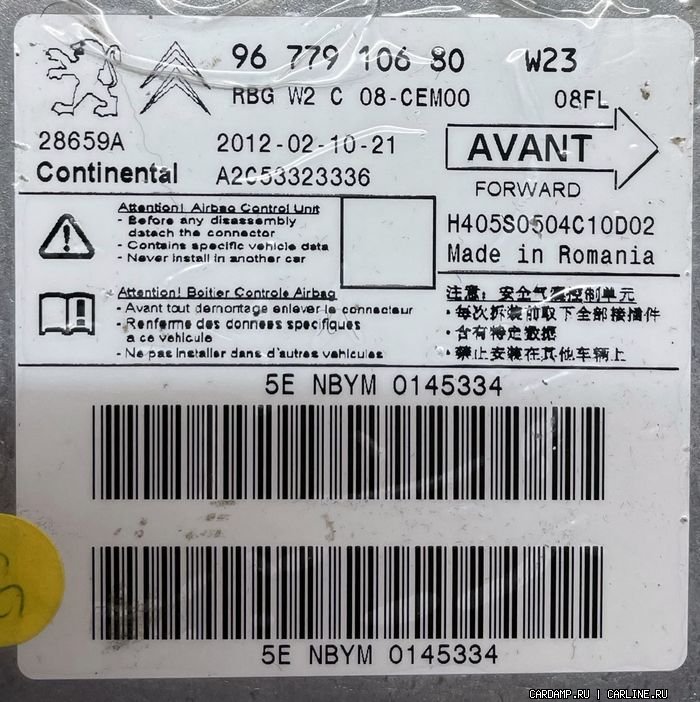 96 779 106 80 W23
RBG W2 C 08-CEM00 08FL
28659A 2012-02-10-21
AVANT
Continental A2C53323336
FORWARD
H405S0504C10D02
Made in Romania
Attention! Airbag Control Unit
- Before any disassembly
detach the connector
- Contains specific vehicle data
- Never install in another car
Attention! Boitier Controle Airbag
- Avant tout demontage enlever le connecteur
- Renferme des donnees specifiques
a ce vehicule
- Ne pas installer dans d'autres vehicules
注意: 安全气囊控制单元
·每次拆装前取下全部接插件
·含有特定数据
·禁止安装在其他车辆上
5E NBYM 0145334
5E NBYM 0145334
CARDAMP.RU | CARLINE.RU